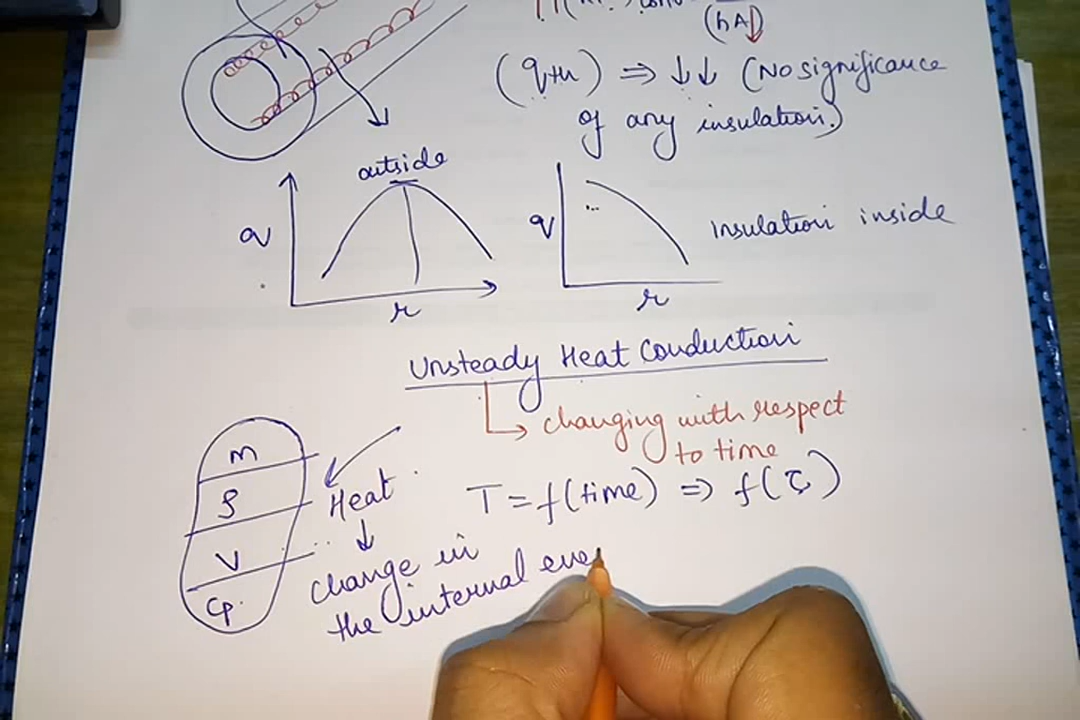 (hA)
(q+h) ⇒ ↓↓ (No significance
of any insulation.)
outside
q
r
q
r
insulation inside
Unsteady Heat Conduction
changing with respect
to time
T = f(time) ⇒ f(τ)
m
ρ
V
Cp.
Heat
↓
change in
the internal ene